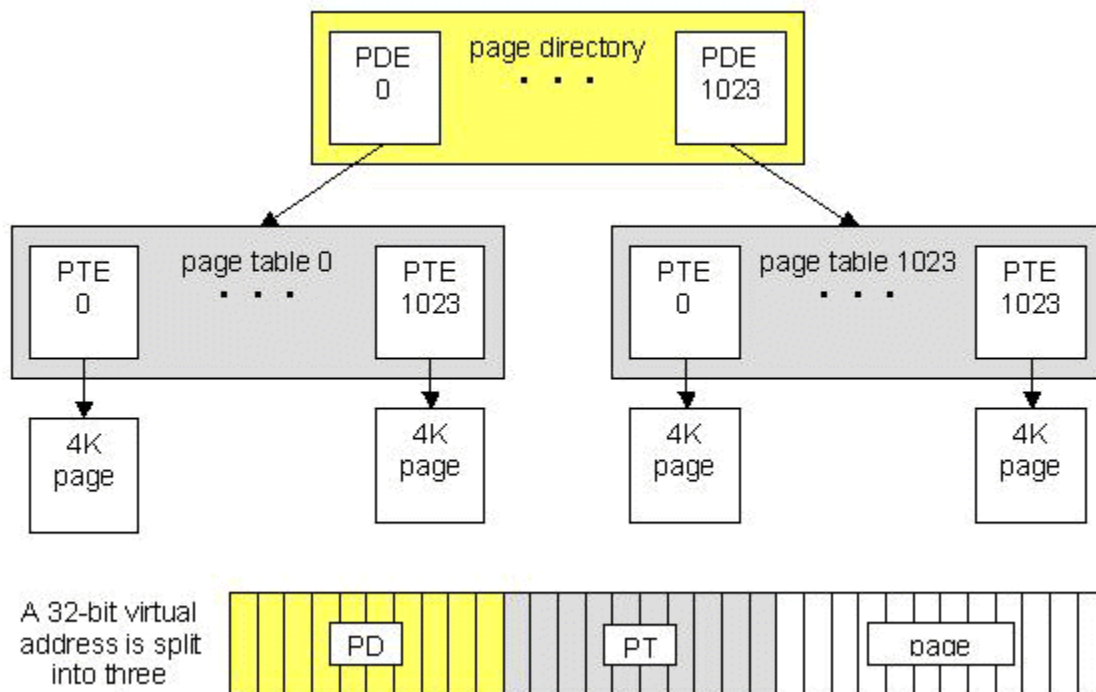 page directory
PDE
0
. . .
PDE
1023
page table 0
PTE
0
. . .
PTE
1023
page table 1023
PTE
0
. . .
PTE
1023
4K
page
4K
page
4K
page
4K
page
A 32-bit virtual
address is split
into three
PD
PT
page